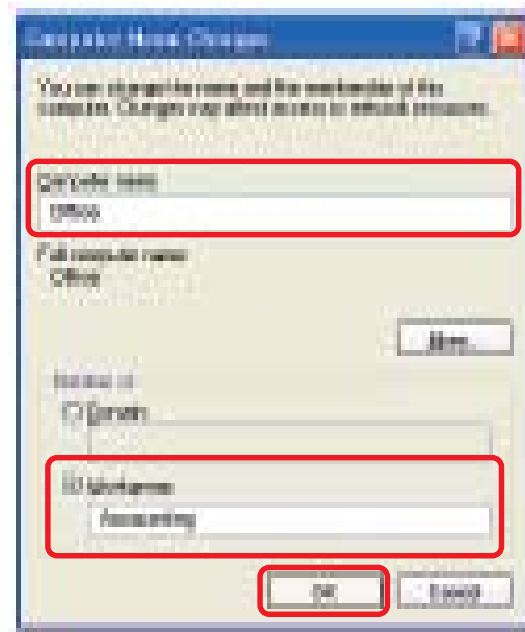 Computer Name Changes
You can change the name and the membership of this
computer. Changes may affect access to network resources.
Computer name:
Office
Full computer name:
Office
More...
Member of
Domain:
Workgroup:
Accounting
OK
Cancel